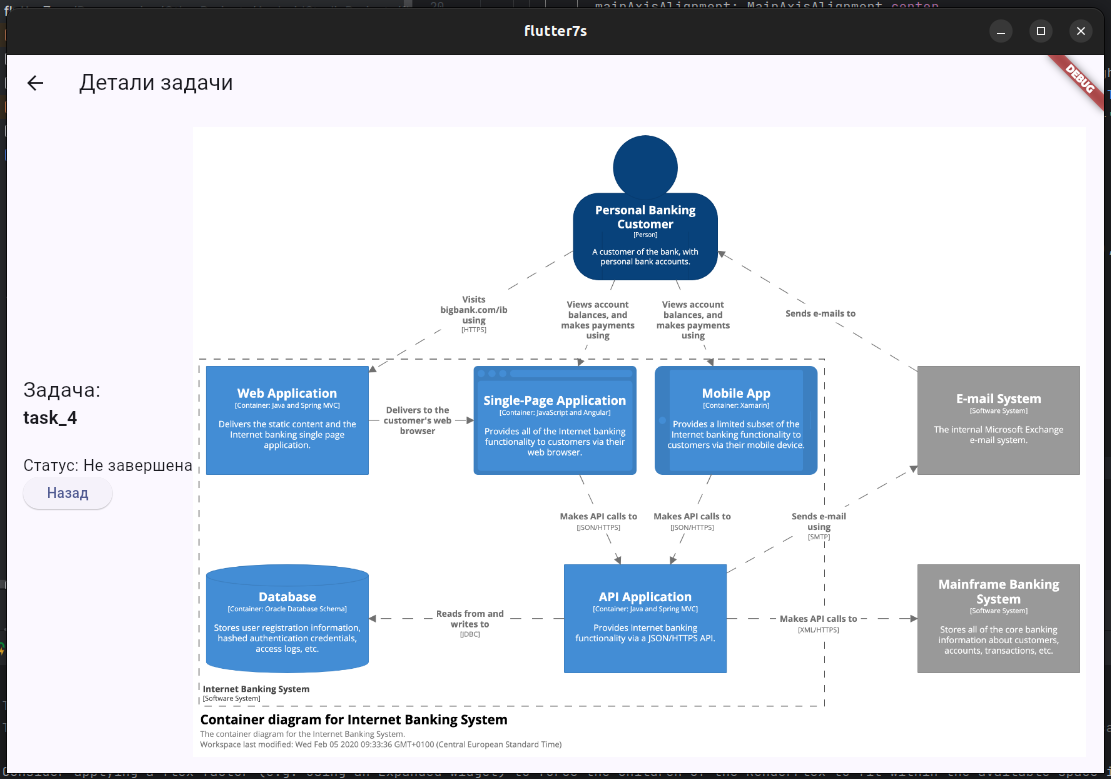 mainAxisAlignment: MainAxisAlignment.center
flutter7s
DEBUG
Детали задачи
Задача:
task_4
Статус: Не завершена
Назад
Personal Banking
Customer
[Person]
A customer of the bank, with
personal bank accounts.
Visits
bigbank.com/ib
using
[HTTPS]
Views account
balances, and
makes payments
using
Views account
balances, and
makes payments
using
Sends e-mails to
Web Application
[Container: Java and Spring MVC]
Delivers the static content and the
Internet banking single page
application.
Delivers to the
customer's web
browser
Single-Page Application
[Container: JavaScript and Angular]
Provides all of the Internet banking
functionality to customers via their
web browser.
Mobile App
[Container: Xamarin]
Provides a limited subset of the
Internet banking functionality to
customers via their mobile device.
E-mail System
[Software System]
The internal Microsoft Exchange
e-mail system.
Makes API calls to
[JSON/HTTPS]
Makes API calls to
[JSON/HTTPS]
Sends e-mail
using
[SMTP]
Database
[Container: Oracle Database Schema]
Stores user registration information,
hashed authentication credentials,
access logs, etc.
Reads from and
writes to
[JDBC]
API Application
[Container: Java and Spring MVC]
Provides Internet banking
functionality via a JSON/HTTPS API.
Makes API calls to
[XML/HTTPS]
Mainframe Banking
System
[Software System]
Stores all of the core banking
information about customers,
accounts, transactions, etc.
Internet Banking System
[Software System]
Container diagram for Internet Banking System
The container diagram for the Internet Banking System.
Workspace last modified: Wed Feb 05 2020 09:33:36 GMT+0100 (Central European Standard Time)